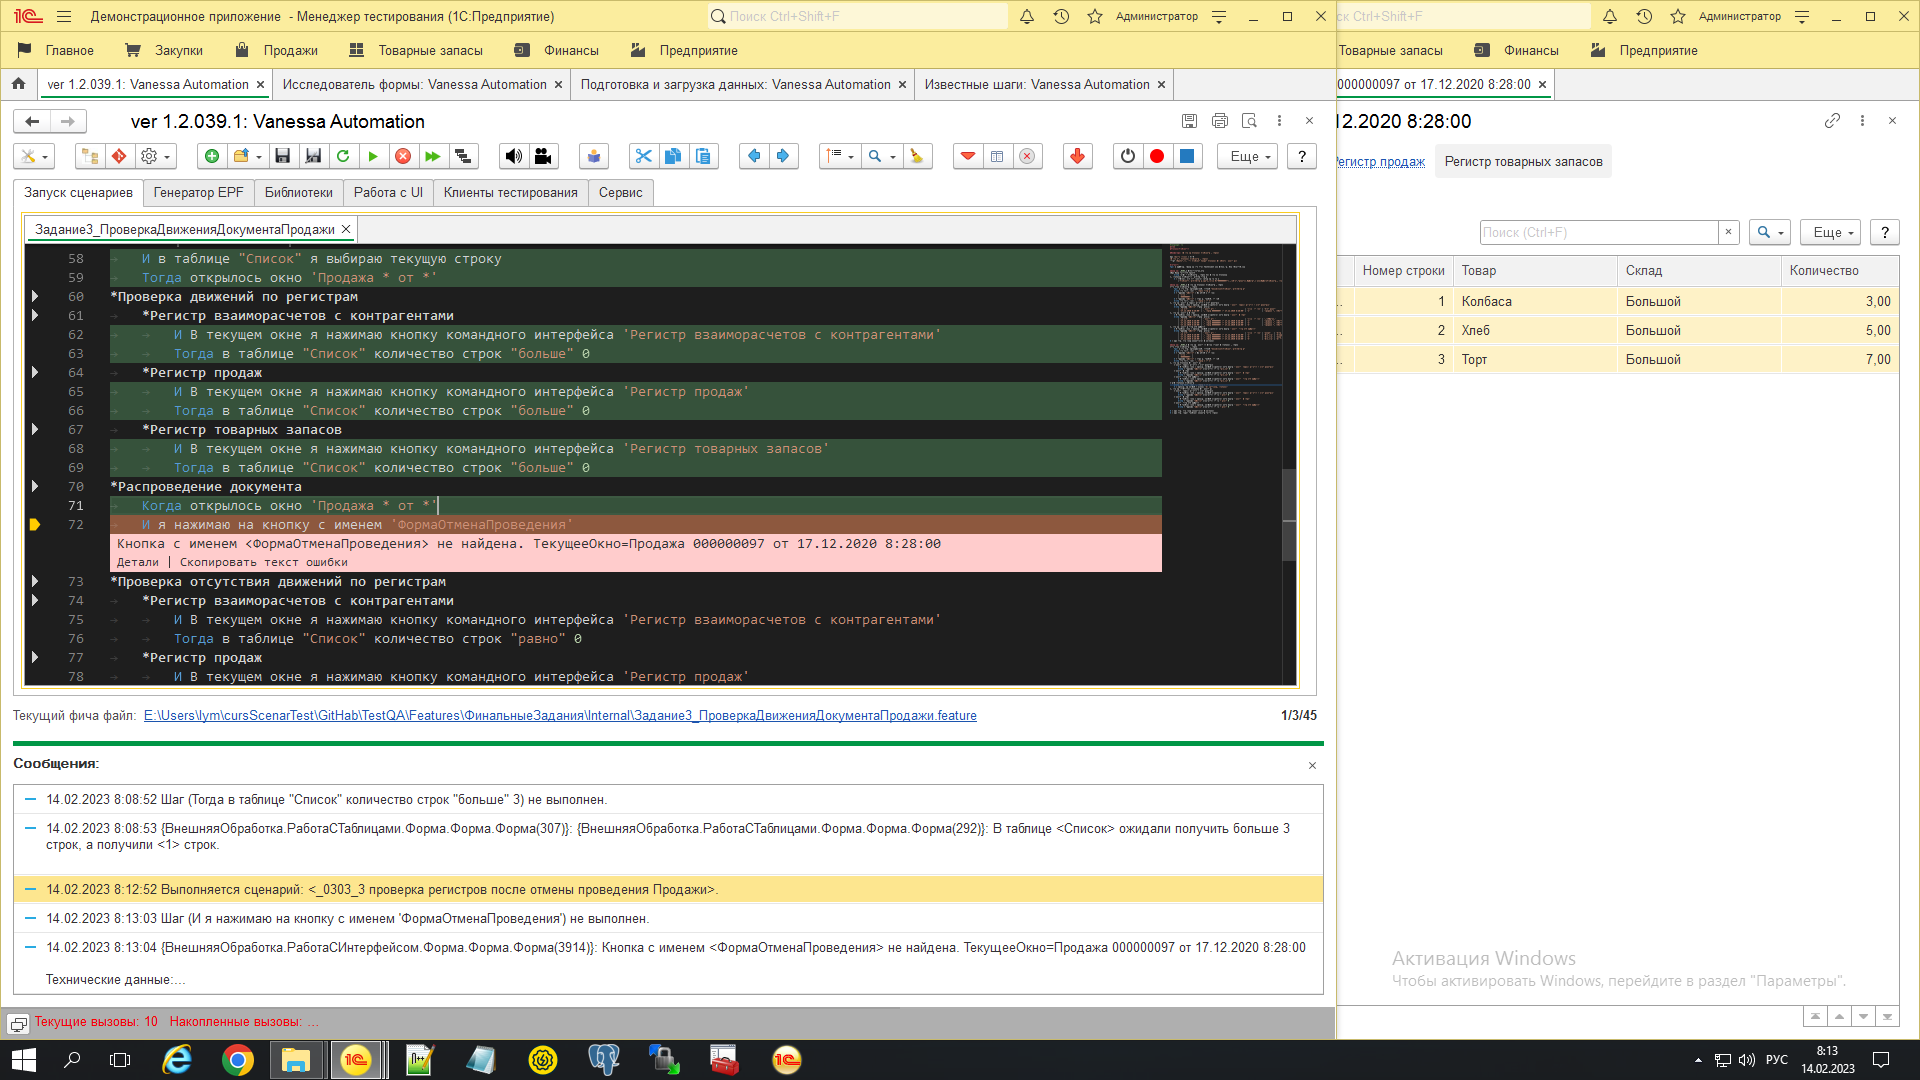 Демонстрационное приложение - Менеджер тестирования (1С:Предприятие)
Поиск Ctrl+Shift+F
Администратор
ск Ctrl+Shift+F
Администратор
Главное
Закупки
Продажи
Товарные запасы
Финансы
Предприятие
Товарные запасы
Финансы
Предприятие
ver 1.2.039.1: Vanessa Automation
Исследователь формы: Vanessa Automation
Подготовка и загрузка данных: Vanessa Automation
Известные шаги: Vanessa Automation
000000097 от 17.12.2020 8:28:00
ver 1.2.039.1: Vanessa Automation
12.2020 8:28:00
Еще
?
Регистр продаж
Регистр товарных запасов
Запуск сценариев
Генератор EPF
Библиотеки
Работа с UI
Клиенты тестирования
Сервис
Задание3_ПроверкаДвиженияДокументаПродажи
Поиск (Ctrl+F)
Еще
?
58 И в таблице "Список" я выбираю текущую строку
59 Тогда открылось окно 'Продажа * от *'
60 *Проверка движений по регистрам
61 *Регистр взаиморасчетов с контрагентами
62 И В текущем окне я нажимаю кнопку командного интерфейса 'Регистр взаиморасчетов с контрагентами'
63 Тогда в таблице "Список" количество строк "больше" 0
64 *Регистр продаж
65 И В текущем окне я нажимаю кнопку командного интерфейса 'Регистр продаж'
66 Тогда в таблице "Список" количество строк "больше" 0
67 *Регистр товарных запасов
68 И В текущем окне я нажимаю кнопку командного интерфейса 'Регистр товарных запасов'
69 Тогда в таблице "Список" количество строк "больше" 0
70 *Распроведение документа
71 Когда открылось окно 'Продажа * от *'
72 И я нажимаю на кнопку с именем 'ФормаОтменаПроведения'
Кнопка с именем <ФормаОтменаПроведения> не найдена. ТекущееОкно=Продажа 000000097 от 17.12.2020 8:28:00
Детали | Скопировать текст ошибки
73 *Проверка отсутствия движений по регистрам
74 *Регистр взаиморасчетов с контрагентами
75 И В текущем окне я нажимаю кнопку командного интерфейса 'Регистр взаиморасчетов с контрагентами'
76 Тогда в таблице "Список" количество строк "равно" 0
77 *Регистр продаж
78 И В текущем окне я нажимаю кнопку командного интерфейса 'Регистр продаж'
Номер строки Товар Склад Количество
1 Колбаса Большой 3,00
2 Хлеб Большой 5,00
3 Торт Большой 7,00
Текущий фича файл: E:\Users\lym\cursScenarTest\GitHab\TestQA\Features\ФинальныеЗадания\Internal\Задание3_ПроверкаДвиженияДокументаПродажи.feature
1/3/45
Сообщения:
14.02.2023 8:08:52 Шаг (Тогда в таблице "Список" количество строк "больше" 3) не выполнен.
14.02.2023 8:08:53 {ВнешняяОбработка.РаботаСТаблицами.Форма.Форма.Форма(307)}: {ВнешняяОбработка.РаботаСТаблицами.Форма.Форма.Форма(292)}: В таблице <Список> ожидали получить больше 3
строк, а получили <1> строк.
14.02.2023 8:12:52 Выполняется сценарий: <_0303_3 проверка регистров после отмены проведения Продажи>.
14.02.2023 8:13:03 Шаг (И я нажимаю на кнопку с именем 'ФормаОтменаПроведения') не выполнен.
14.02.2023 8:13:04 {ВнешняяОбработка.РаботаСИнтерфейсом.Форма.Форма.Форма(3914)}: Кнопка с именем <ФормаОтменаПроведения> не найдена. ТекущееОкно=Продажа 000000097 от 17.12.2020 8:28:00
Технические данные:...
Активация Windows
Чтобы активировать Windows, перейдите в раздел "Параметры".
Текущие вызовы: 10 Накопленные вызовы: ...
РУС
8:13
14.02.2023